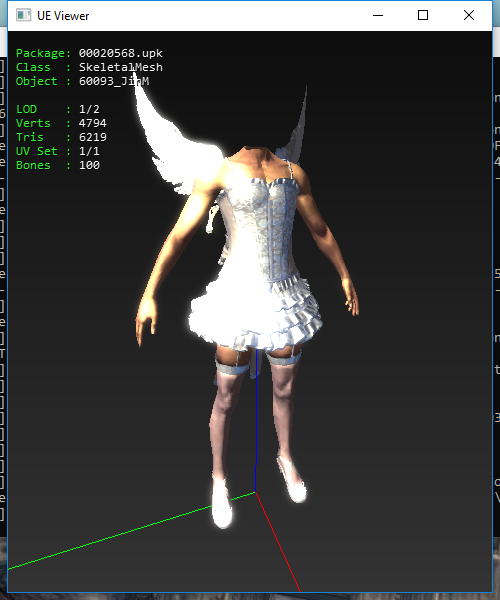 UE Viewer
Package: 00020568.upk
Class : SkeletalMesh
Object : 60093_JinM
LOD : 1/2
Verts : 4794
Tris : 6219
UV Set : 1/1
Bones : 100